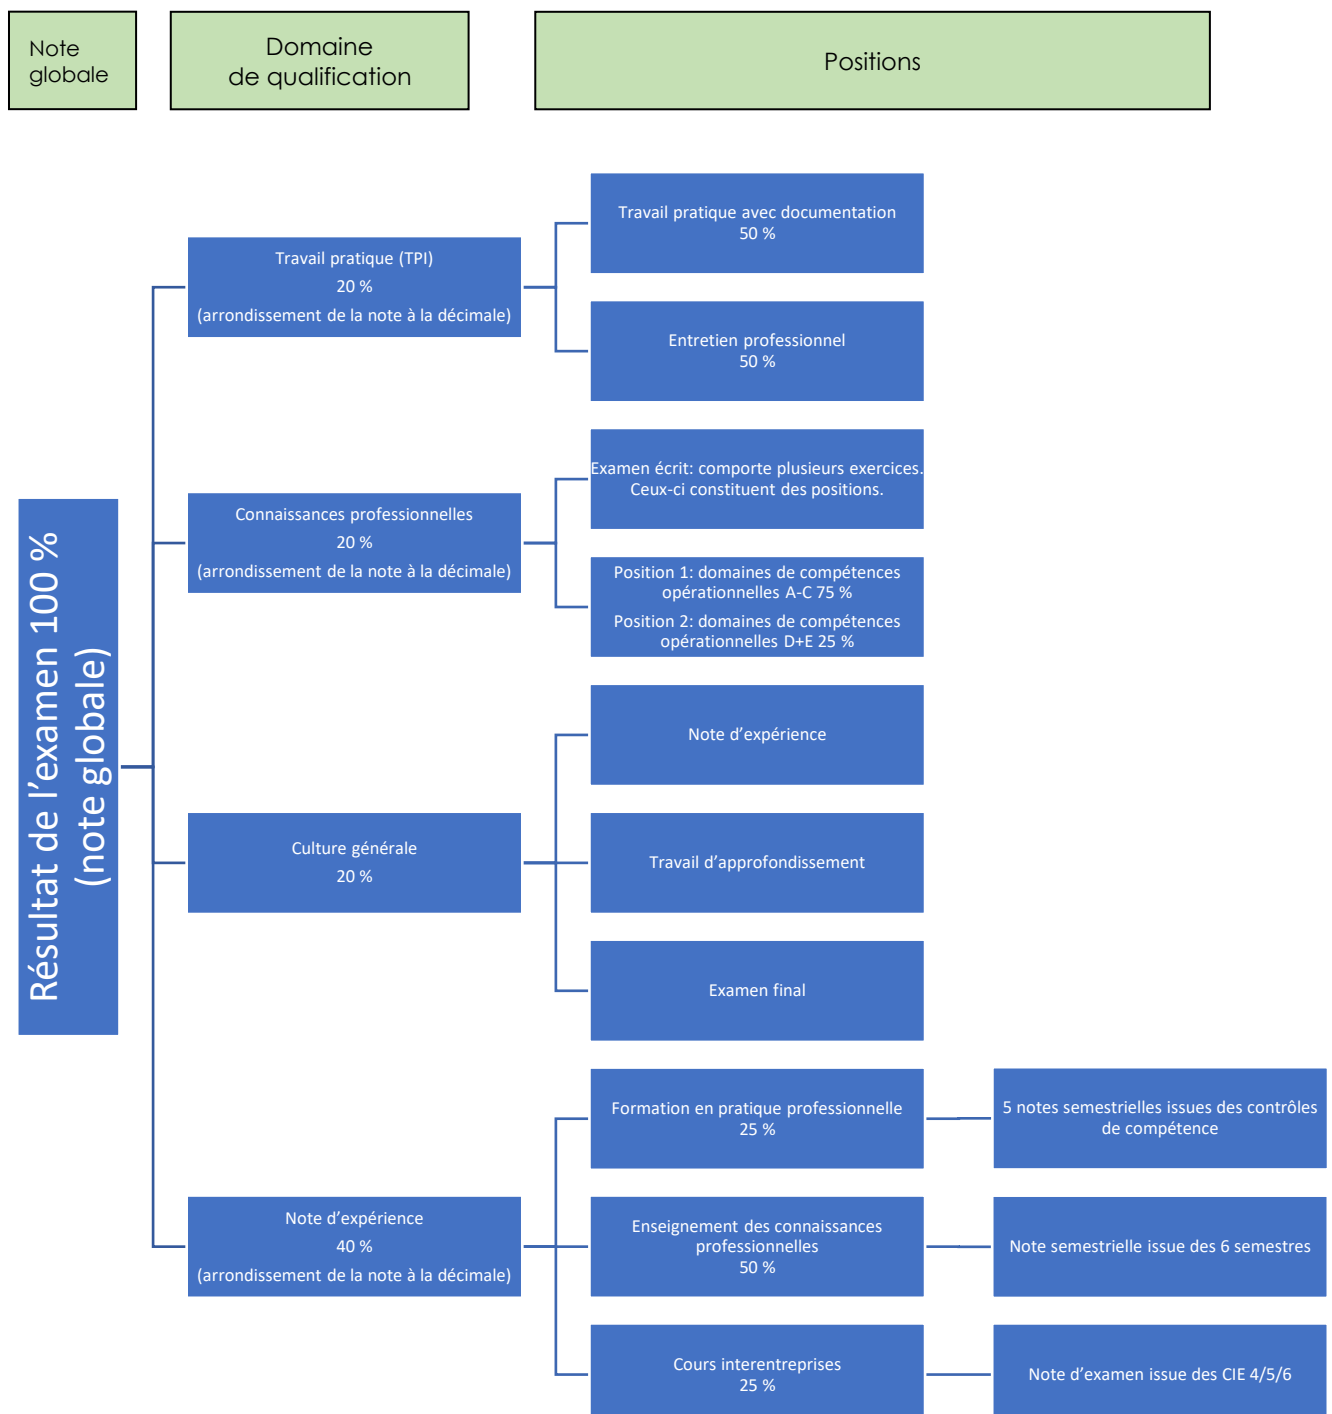 Note
globale
Domaine
de qualification
Positions
Résultat de l’examen 100 %
(note globale)
Travail pratique (TPI)
20 %
(arrondissement de la note à la décimale)
Travail pratique avec documentation
50 %
Entretien professionnel
50 %
Connaissances professionnelles
20 %
(arrondissement de la note à la décimale)
Examen écrit: comporte plusieurs exercices.
Ceux-ci constituent des positions.
Position 1: domaines de compétences
opérationnelles A-C 75 %
Position 2: domaines de compétences
opérationnelles D+E 25 %
Culture générale
20 %
Note d’expérience
Travail d’approfondissement
Examen final
Note d’expérience
40 %
(arrondissement de la note à la décimale)
Formation en pratique professionnelle
25 %
5 notes semestrielles issues des contrôles
de compétence
Enseignement des connaissances
professionnelles
50 %
Note semestrielle issue des 6 semestres
Cours interentreprises
25 %
Note d’examen issue des CIE 4/5/6